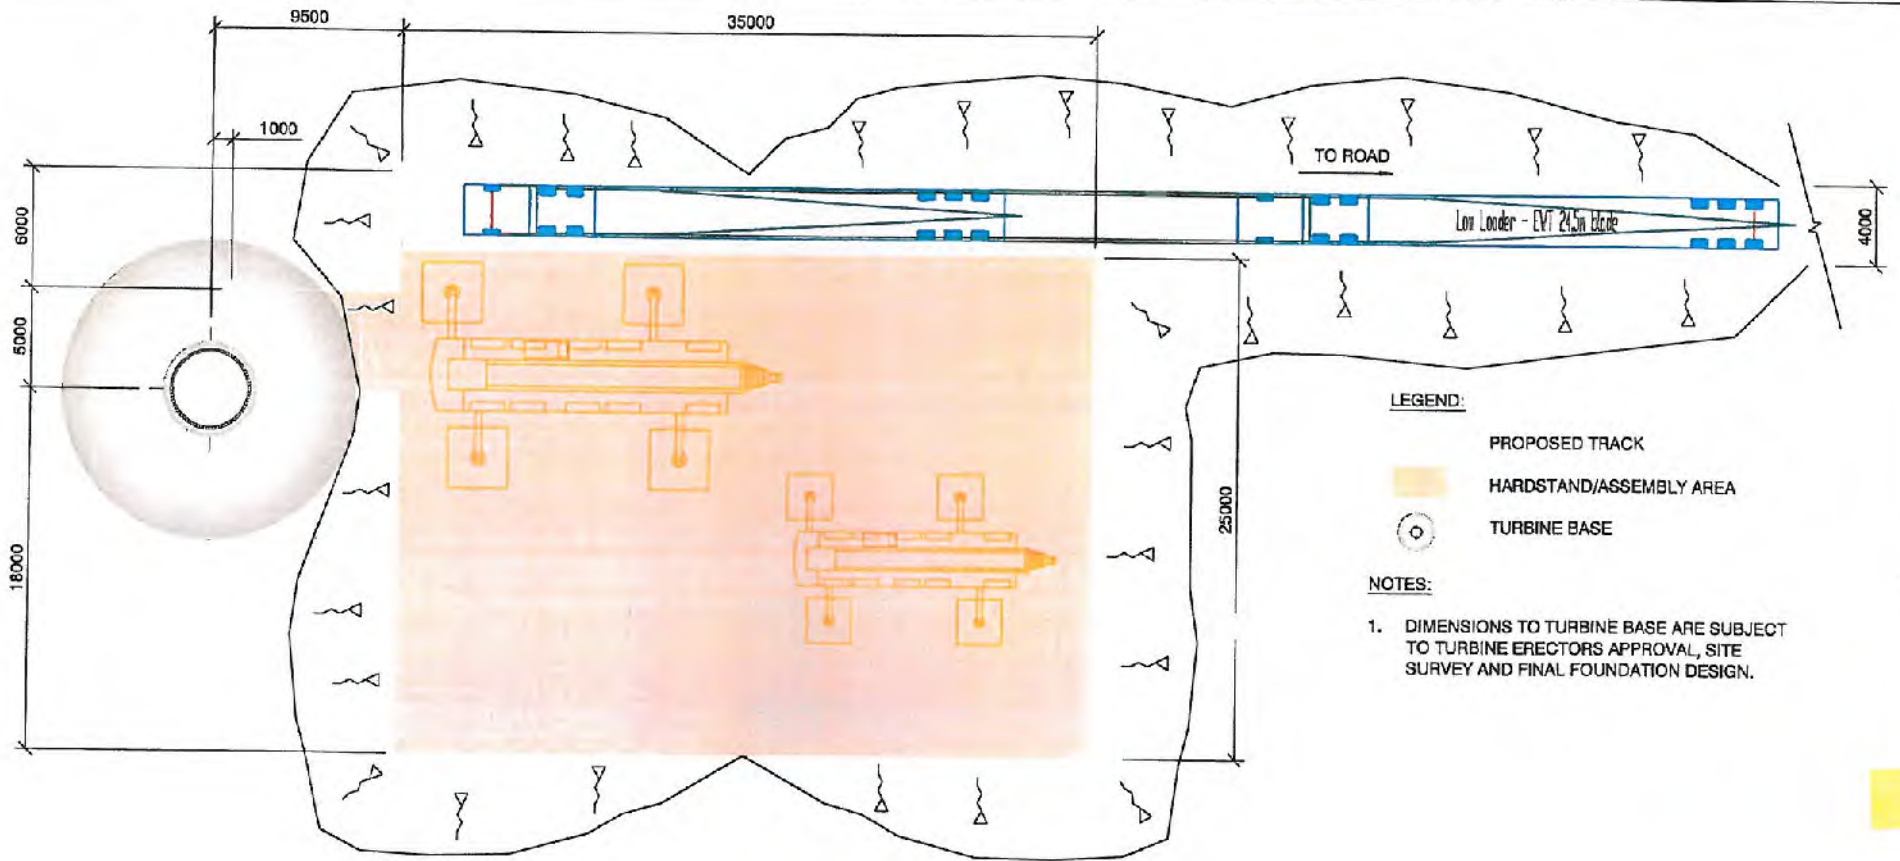 9500
35000
1000
TO ROAD
6000
4000
Low Loader - EWT 24.5m blade
5000
LEGEND:
PROPOSED TRACK
HARDSTAND/ASSEMBLY AREA
25000
TURBINE BASE
18000
NOTES:
1. DIMENSIONS TO TURBINE BASE ARE SUBJECT
TO TURBINE ERECTORS APPROVAL, SITE
SURVEY AND FINAL FOUNDATION DESIGN.